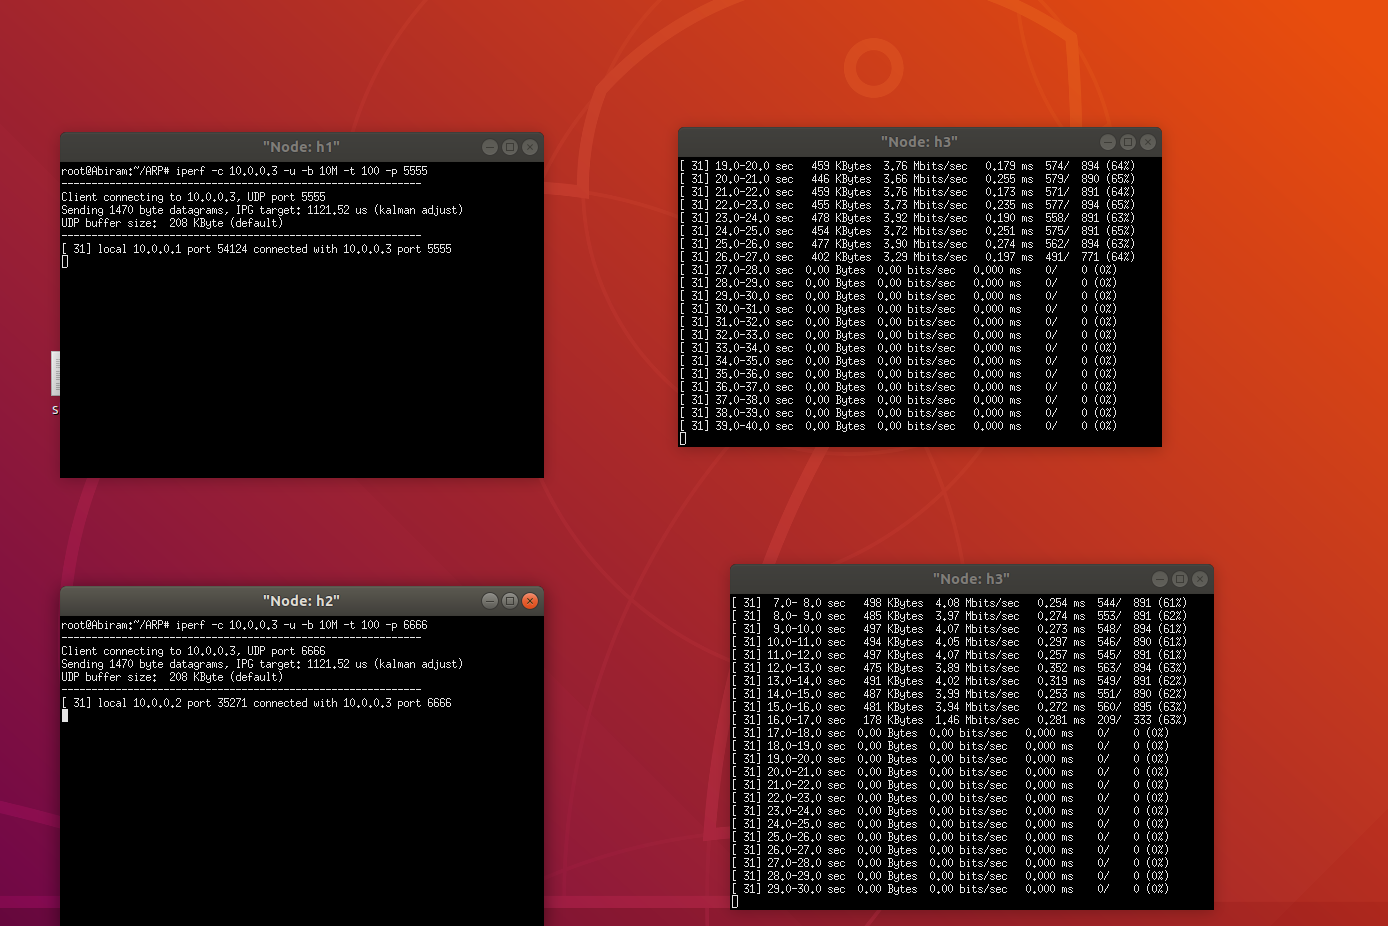 "Node: h1"
root@Abiram:~/ARP# iperf -c 10.0.0.3 -u -b 10M -t 100 -p 5555
------------------------------------------------------------
Client connecting to 10.0.0.3, UDP port 5555
Sending 1470 byte datagrams, IPG target: 1121.52 us (kalman adjust)
UDP buffer size:  208 KByte (default)
------------------------------------------------------------
[ 31] local 10.0.0.1 port 54124 connected with 10.0.0.3 port 5555
"Node: h3"
[ 31] 19.0-20.0 sec   459 KBytes  3.76 Mbits/sec   0.179 ms  574/  894 (64%)
[ 31] 20.0-21.0 sec   446 KBytes  3.66 Mbits/sec   0.255 ms  579/  890 (65%)
[ 31] 21.0-22.0 sec   459 KBytes  3.76 Mbits/sec   0.173 ms  571/  891 (64%)
[ 31] 22.0-23.0 sec   455 KBytes  3.73 Mbits/sec   0.235 ms  577/  894 (65%)
[ 31] 23.0-24.0 sec   478 KBytes  3.92 Mbits/sec   0.190 ms  558/  891 (63%)
[ 31] 24.0-25.0 sec   454 KBytes  3.72 Mbits/sec   0.251 ms  575/  891 (65%)
[ 31] 25.0-26.0 sec   477 KBytes  3.90 Mbits/sec   0.274 ms  562/  894 (63%)
[ 31] 26.0-27.0 sec   402 KBytes  3.29 Mbits/sec   0.197 ms  491/  771 (64%)
[ 31] 27.0-28.0 sec  0.00 Bytes  0.00 bits/sec   0.000 ms    0/    0 (0%)
[ 31] 28.0-29.0 sec  0.00 Bytes  0.00 bits/sec   0.000 ms    0/    0 (0%)
[ 31] 29.0-30.0 sec  0.00 Bytes  0.00 bits/sec   0.000 ms    0/    0 (0%)
[ 31] 30.0-31.0 sec  0.00 Bytes  0.00 bits/sec   0.000 ms    0/    0 (0%)
[ 31] 31.0-32.0 sec  0.00 Bytes  0.00 bits/sec   0.000 ms    0/    0 (0%)
[ 31] 32.0-33.0 sec  0.00 Bytes  0.00 bits/sec   0.000 ms    0/    0 (0%)
[ 31] 33.0-34.0 sec  0.00 Bytes  0.00 bits/sec   0.000 ms    0/    0 (0%)
[ 31] 34.0-35.0 sec  0.00 Bytes  0.00 bits/sec   0.000 ms    0/    0 (0%)
[ 31] 35.0-36.0 sec  0.00 Bytes  0.00 bits/sec   0.000 ms    0/    0 (0%)
[ 31] 36.0-37.0 sec  0.00 Bytes  0.00 bits/sec   0.000 ms    0/    0 (0%)
[ 31] 37.0-38.0 sec  0.00 Bytes  0.00 bits/sec   0.000 ms    0/    0 (0%)
[ 31] 38.0-39.0 sec  0.00 Bytes  0.00 bits/sec   0.000 ms    0/    0 (0%)
[ 31] 39.0-40.0 sec  0.00 Bytes  0.00 bits/sec   0.000 ms    0/    0 (0%)
"Node: h2"
root@Abiram:~/ARP# iperf -c 10.0.0.3 -u -b 10M -t 100 -p 6666
------------------------------------------------------------
Client connecting to 10.0.0.3, UDP port 6666
Sending 1470 byte datagrams, IPG target: 1121.52 us (kalman adjust)
UDP buffer size:  208 KByte (default)
------------------------------------------------------------
[ 31] local 10.0.0.2 port 35271 connected with 10.0.0.3 port 6666
"Node: h3"
[ 31]  7.0- 8.0 sec   498 KBytes  4.08 Mbits/sec   0.254 ms  544/  891 (61%)
[ 31]  8.0- 9.0 sec   485 KBytes  3.97 Mbits/sec   0.274 ms  553/  891 (62%)
[ 31]  9.0-10.0 sec   497 KBytes  4.07 Mbits/sec   0.273 ms  548/  894 (61%)
[ 31] 10.0-11.0 sec   494 KBytes  4.05 Mbits/sec   0.297 ms  546/  890 (61%)
[ 31] 11.0-12.0 sec   497 KBytes  4.07 Mbits/sec   0.257 ms  545/  891 (61%)
[ 31] 12.0-13.0 sec   475 KBytes  3.89 Mbits/sec   0.352 ms  563/  894 (63%)
[ 31] 13.0-14.0 sec   491 KBytes  4.02 Mbits/sec   0.319 ms  549/  891 (62%)
[ 31] 14.0-15.0 sec   487 KBytes  3.99 Mbits/sec   0.253 ms  551/  890 (62%)
[ 31] 15.0-16.0 sec   481 KBytes  3.94 Mbits/sec   0.272 ms  560/  895 (63%)
[ 31] 16.0-17.0 sec   178 KBytes  1.46 Mbits/sec   0.281 ms  209/  333 (63%)
[ 31] 17.0-18.0 sec  0.00 Bytes  0.00 bits/sec   0.000 ms    0/    0 (0%)
[ 31] 18.0-19.0 sec  0.00 Bytes  0.00 bits/sec   0.000 ms    0/    0 (0%)
[ 31] 19.0-20.0 sec  0.00 Bytes  0.00 bits/sec   0.000 ms    0/    0 (0%)
[ 31] 20.0-21.0 sec  0.00 Bytes  0.00 bits/sec   0.000 ms    0/    0 (0%)
[ 31] 21.0-22.0 sec  0.00 Bytes  0.00 bits/sec   0.000 ms    0/    0 (0%)
[ 31] 22.0-23.0 sec  0.00 Bytes  0.00 bits/sec   0.000 ms    0/    0 (0%)
[ 31] 23.0-24.0 sec  0.00 Bytes  0.00 bits/sec   0.000 ms    0/    0 (0%)
[ 31] 24.0-25.0 sec  0.00 Bytes  0.00 bits/sec   0.000 ms    0/    0 (0%)
[ 31] 25.0-26.0 sec  0.00 Bytes  0.00 bits/sec   0.000 ms    0/    0 (0%)
[ 31] 26.0-27.0 sec  0.00 Bytes  0.00 bits/sec   0.000 ms    0/    0 (0%)
[ 31] 27.0-28.0 sec  0.00 Bytes  0.00 bits/sec   0.000 ms    0/    0 (0%)
[ 31] 28.0-29.0 sec  0.00 Bytes  0.00 bits/sec   0.000 ms    0/    0 (0%)
[ 31] 29.0-30.0 sec  0.00 Bytes  0.00 bits/sec   0.000 ms    0/    0 (0%)